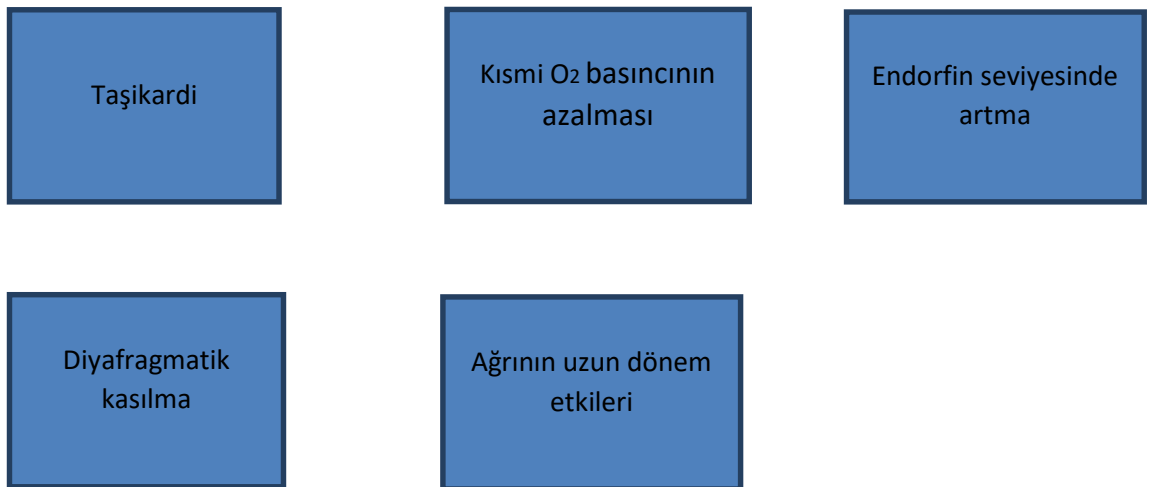 Taşikardi
Kısmi O2 basıncının
azalması
Endorfin seviyesinde
artma
Diyafragmatik
kasılma
Ağrının uzun dönem
etkileri